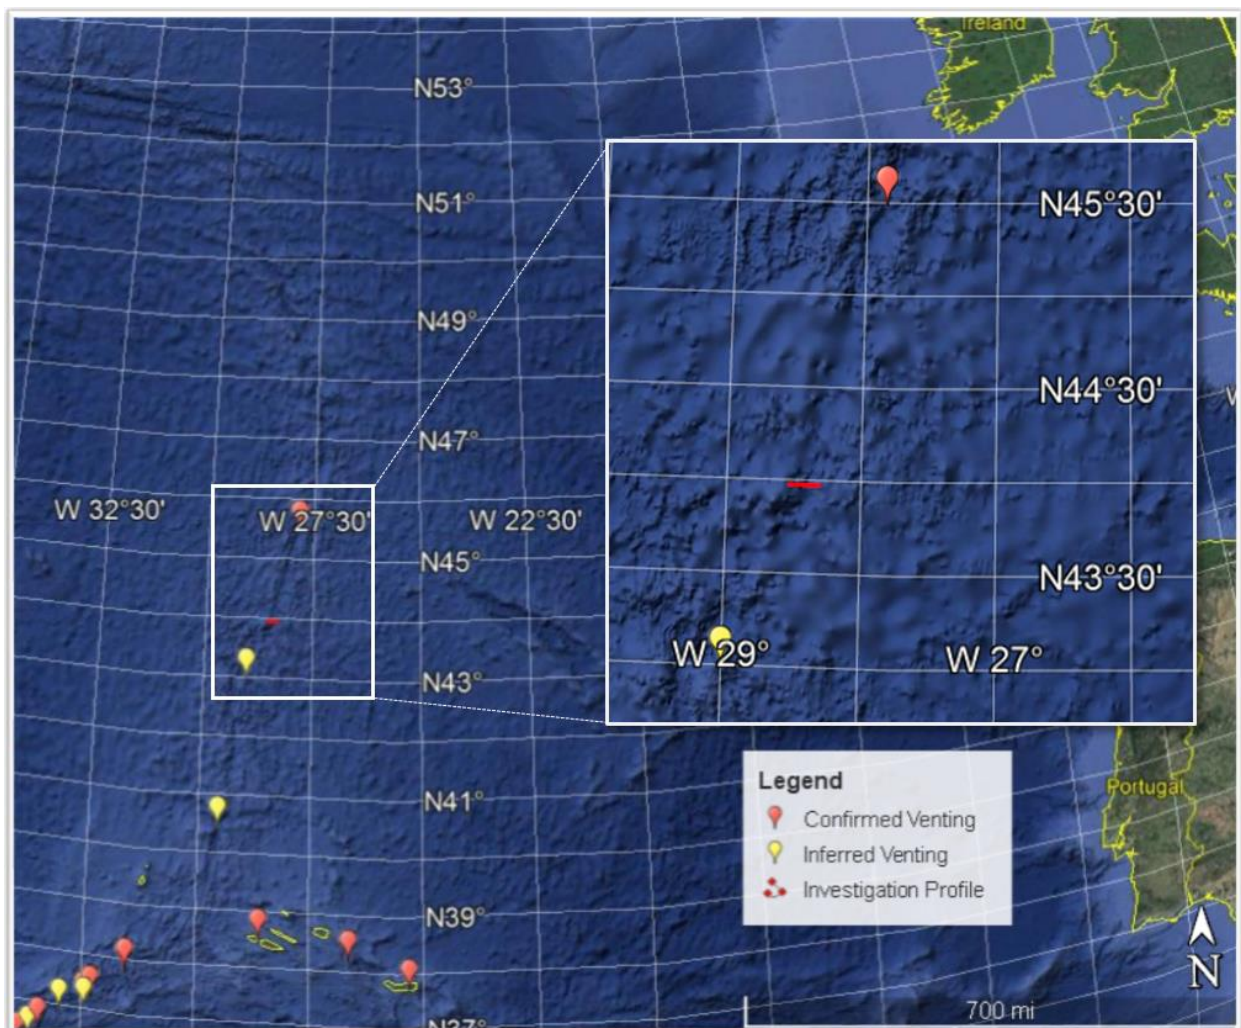 Ireland
N53°
N51°
N49°
N47°
W 32°30'
W 27°30'
W 22°30'
N45°
N43°
N41°
N39°
N37°
N45°30'
N44°30'
N43°30'
W 29°
W 27°
Legend
Confirmed Venting
Inferred Venting
Investigation Profile
Portugal
N
700 mi